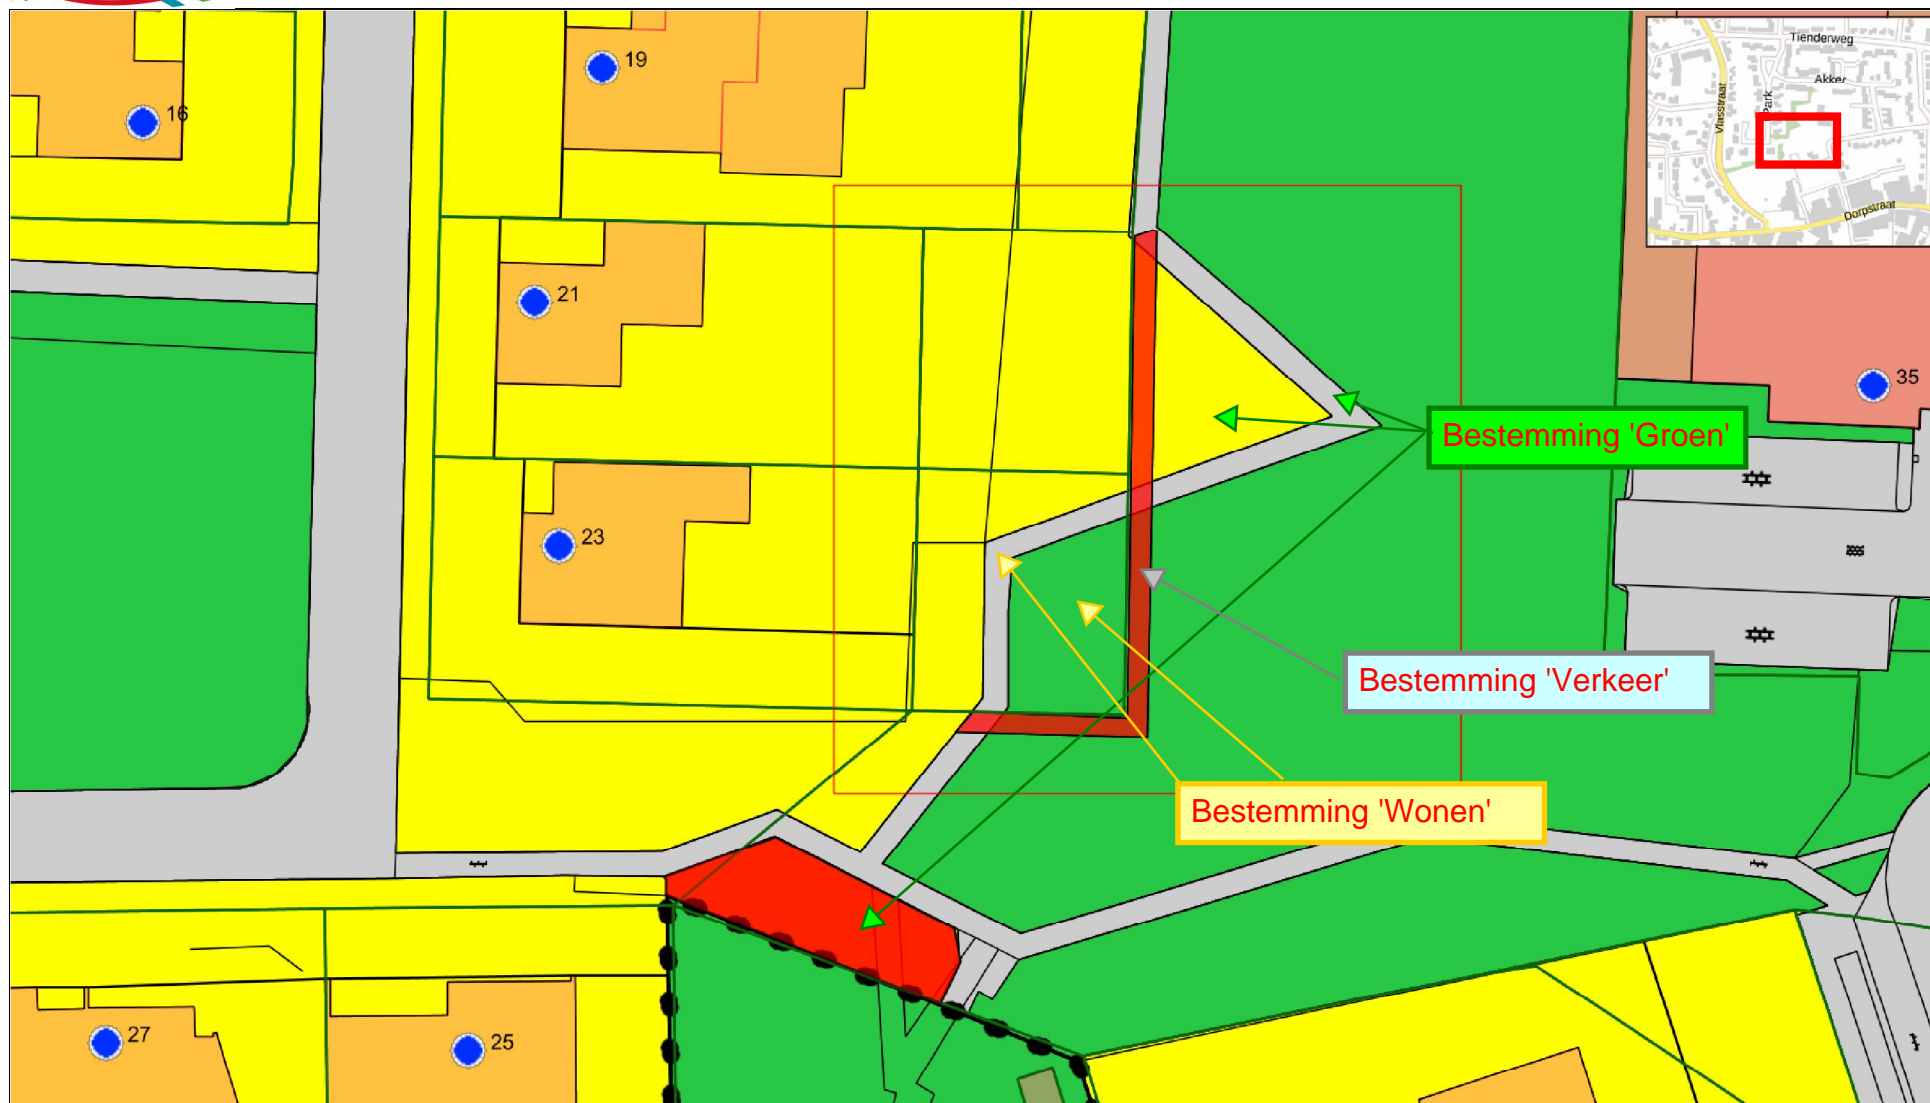 16
19
Tienderweg
Akker
Park
Vlasstraat
Dorpstraat
21
35
Bestemming 'Groen'
23
Bestemming 'Verkeer'
Bestemming 'Wonen'
27
25